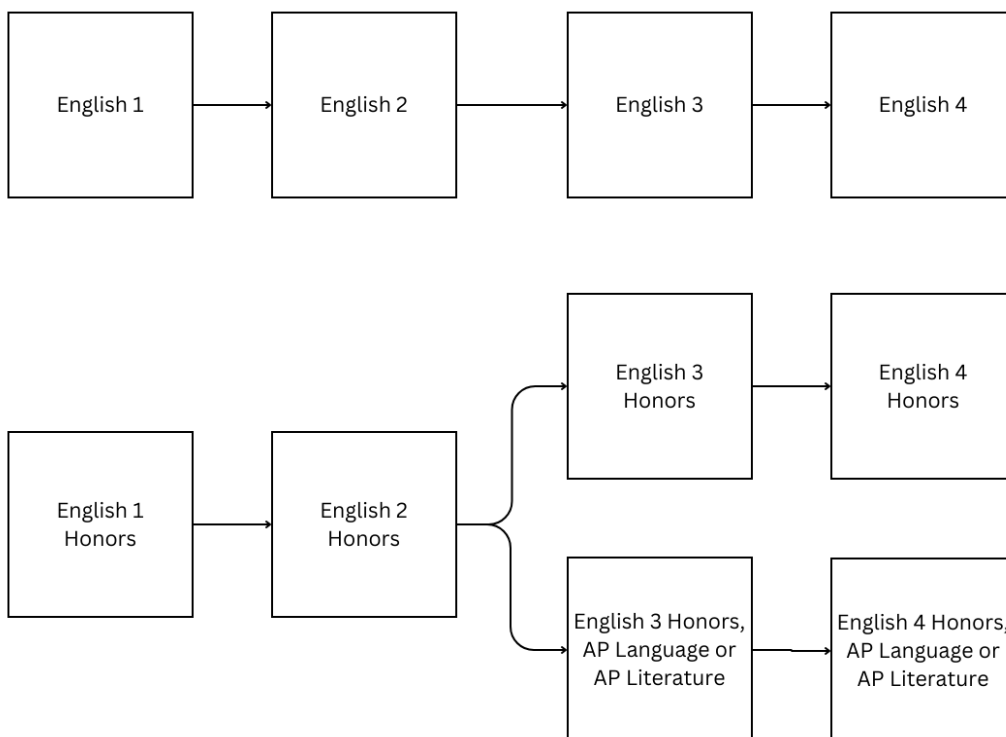 English 1
English 2
English 3
English 4
English 3
Honors
English 4
Honors
English 1
Honors
English 2
Honors
English 3 Honors,
AP Language or
AP Literature
English 4 Honors,
AP Language or
AP Literature